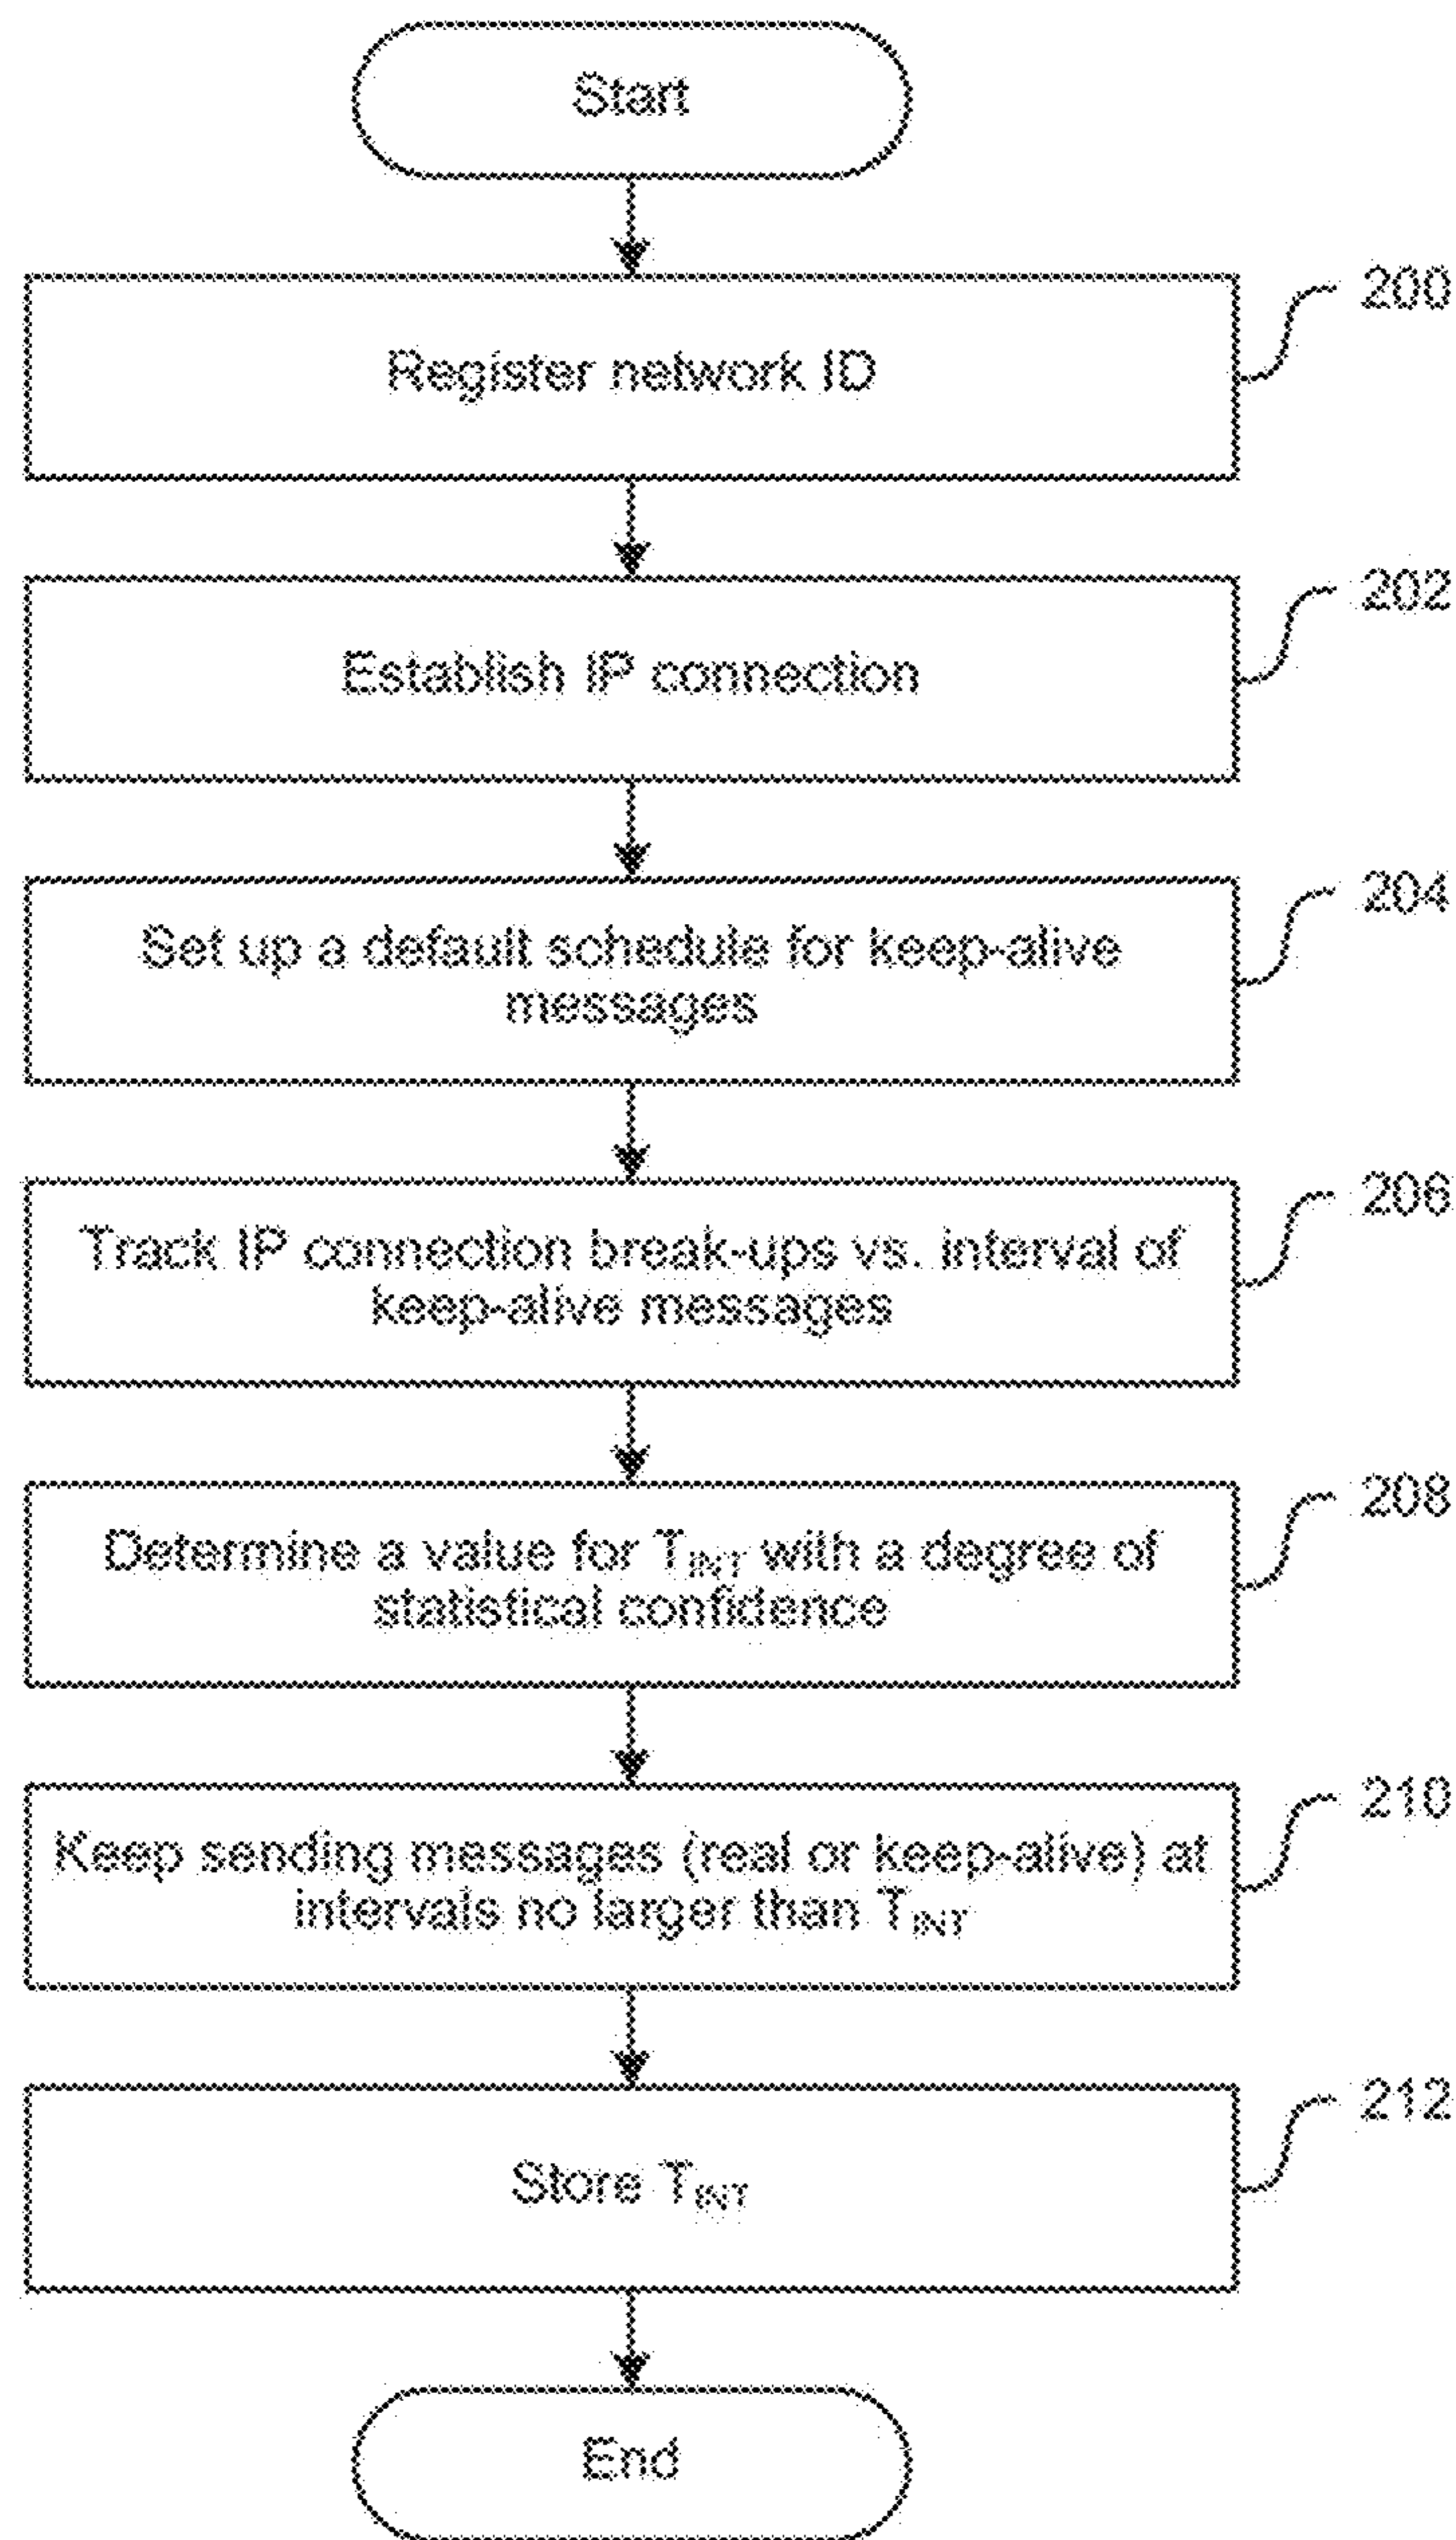 Start
200
Register network ID
202
Establish IP connection
204
Set up a default schedule for keep-alive
messages
206
Track IP connection break-ups vs. interval of
keep-alive messages
208
Determine a value for TINT with a degree of
statistical confidence
210
Keep sending messages (real or keep-alive) at
intervals no larger than TINT
212
Store TINT
End